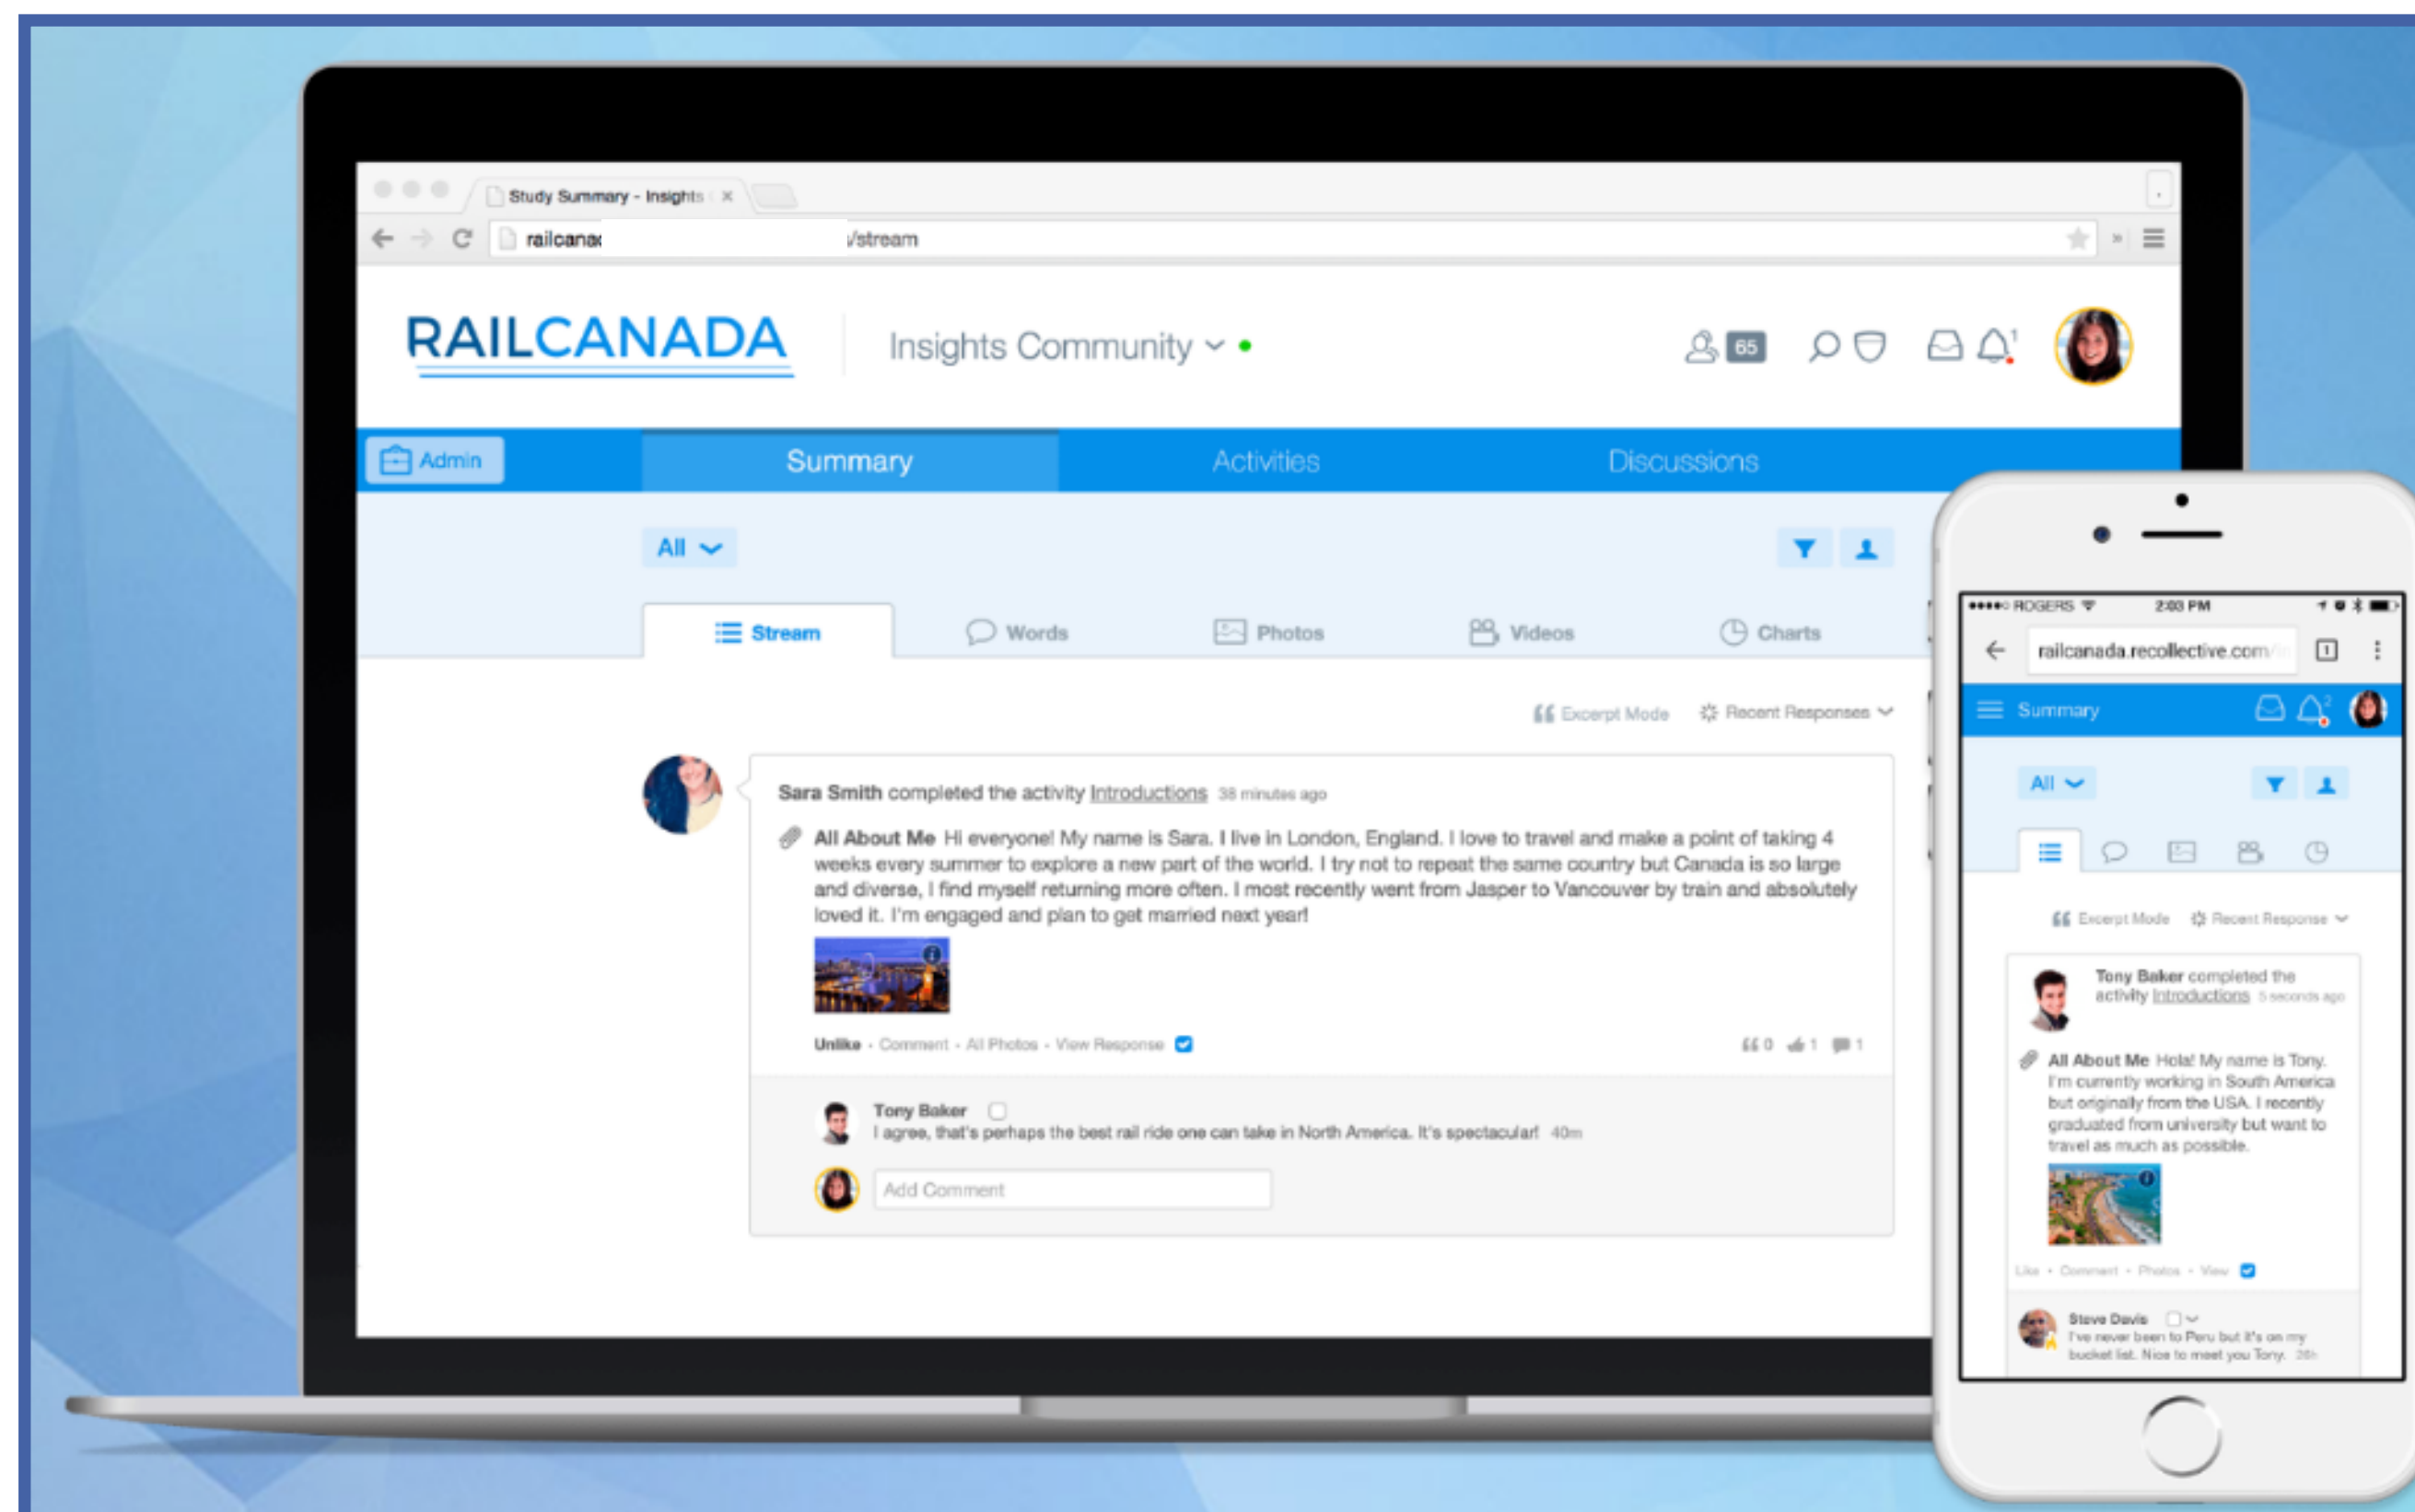 Study Summary - Insights
railcana
/stream
RAILCANADA
Insights Community
65
1
Admin
Summary
Activities
Discussions
All
Stream
Words
Photos
Videos
Charts
Excerpt Mode
Recent Responses
Sara Smith completed the activity Introductions 38 minutes ago
All About Me Hi everyone! My name is Sara. I live in London, England. I love to travel and make a point of taking 4
weeks every summer to explore a new part of the world. I try not to repeat the same country but Canada is so large
and diverse, I find myself returning more often. I most recently went from Jasper to Vancouver by train and absolutely
loved it. I'm engaged and plan to get married next year!
Unlike · Comment · All Photos · View Response
0 1 1
Tony Baker
I agree, that's perhaps the best rail ride one can take in North America. It's spectacular! 40m
Add Comment
ROGERS 2:03 PM
railcanada.recollective.com/in
1
Summary
2
All
Excerpt Mode
Recent Response
Tony Baker completed the
activity Introductions 5 seconds ago
All About Me Hola! My name is Tony.
I'm currently working in South America
but originally from the USA. I recently
graduated from university but want to
travel as much as possible.
Like · Comment · Photos · View
Steve Davis
I've never been to Peru but it's on my
bucket list. Nice to meet you Tony.